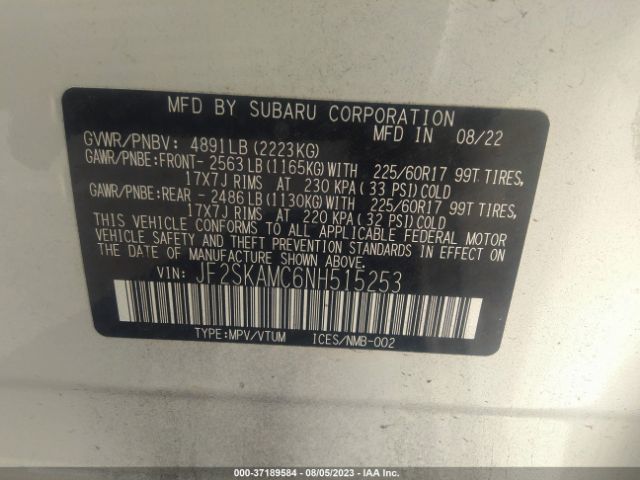 MFD BY SUBARU CORPORATION
MFD IN 08/22
GVWR/PNBV: 4891LB(2223KG)
GAWR/PNBE:FRONT- 2563LB(1165KG)WITH 225/60R17 99T TIRES,
17X7J RIMS AT 230 KPA(33 PSI)COLD
GAWR/PNBE:REAR - 2486LB(1130KG)WITH 225/60R17 99T TIRES,
17X7J RIMS AT 220 KPA(32 PSI)COLD
THIS VEHICLE CONFORMS TO ALL APPLICABLE FEDERAL MOTOR
VEHICLE SAFETY AND THEFT PREVENTION STANDARDS IN EFFECT ON
THE DATE OF MANUFACTURE SHOWN ABOVE.
VIN: JF2SKAMC6NH515253
TYPE:MPV/VTUM ICES/NMB-002
000-37189584 - 08/05/2023 - IAA Inc.